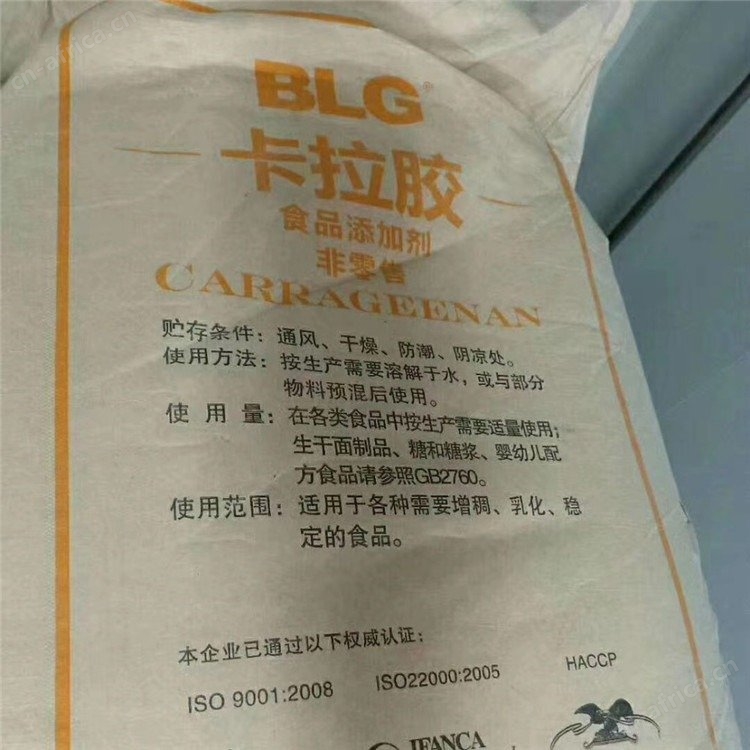 BLG®
卡拉胶
食品添加剂
非零售
CARRAGEENAN
贮存条件：通风、干燥、防潮、阴凉处。
使用方法：按生产需要溶解于水，或与部分
物料预混后使用。
使用量：在各类食品中按生产需要适量使用；
生干面制品、糖和糖浆、婴幼儿配
方食品请参照GB2760。
使用范围：适用于各种需要增稠、乳化、稳
定的食品。
本企业已通过以下权威认证：
ISO 9001:2008 ISO22000:2005 HACCP
IFANCA